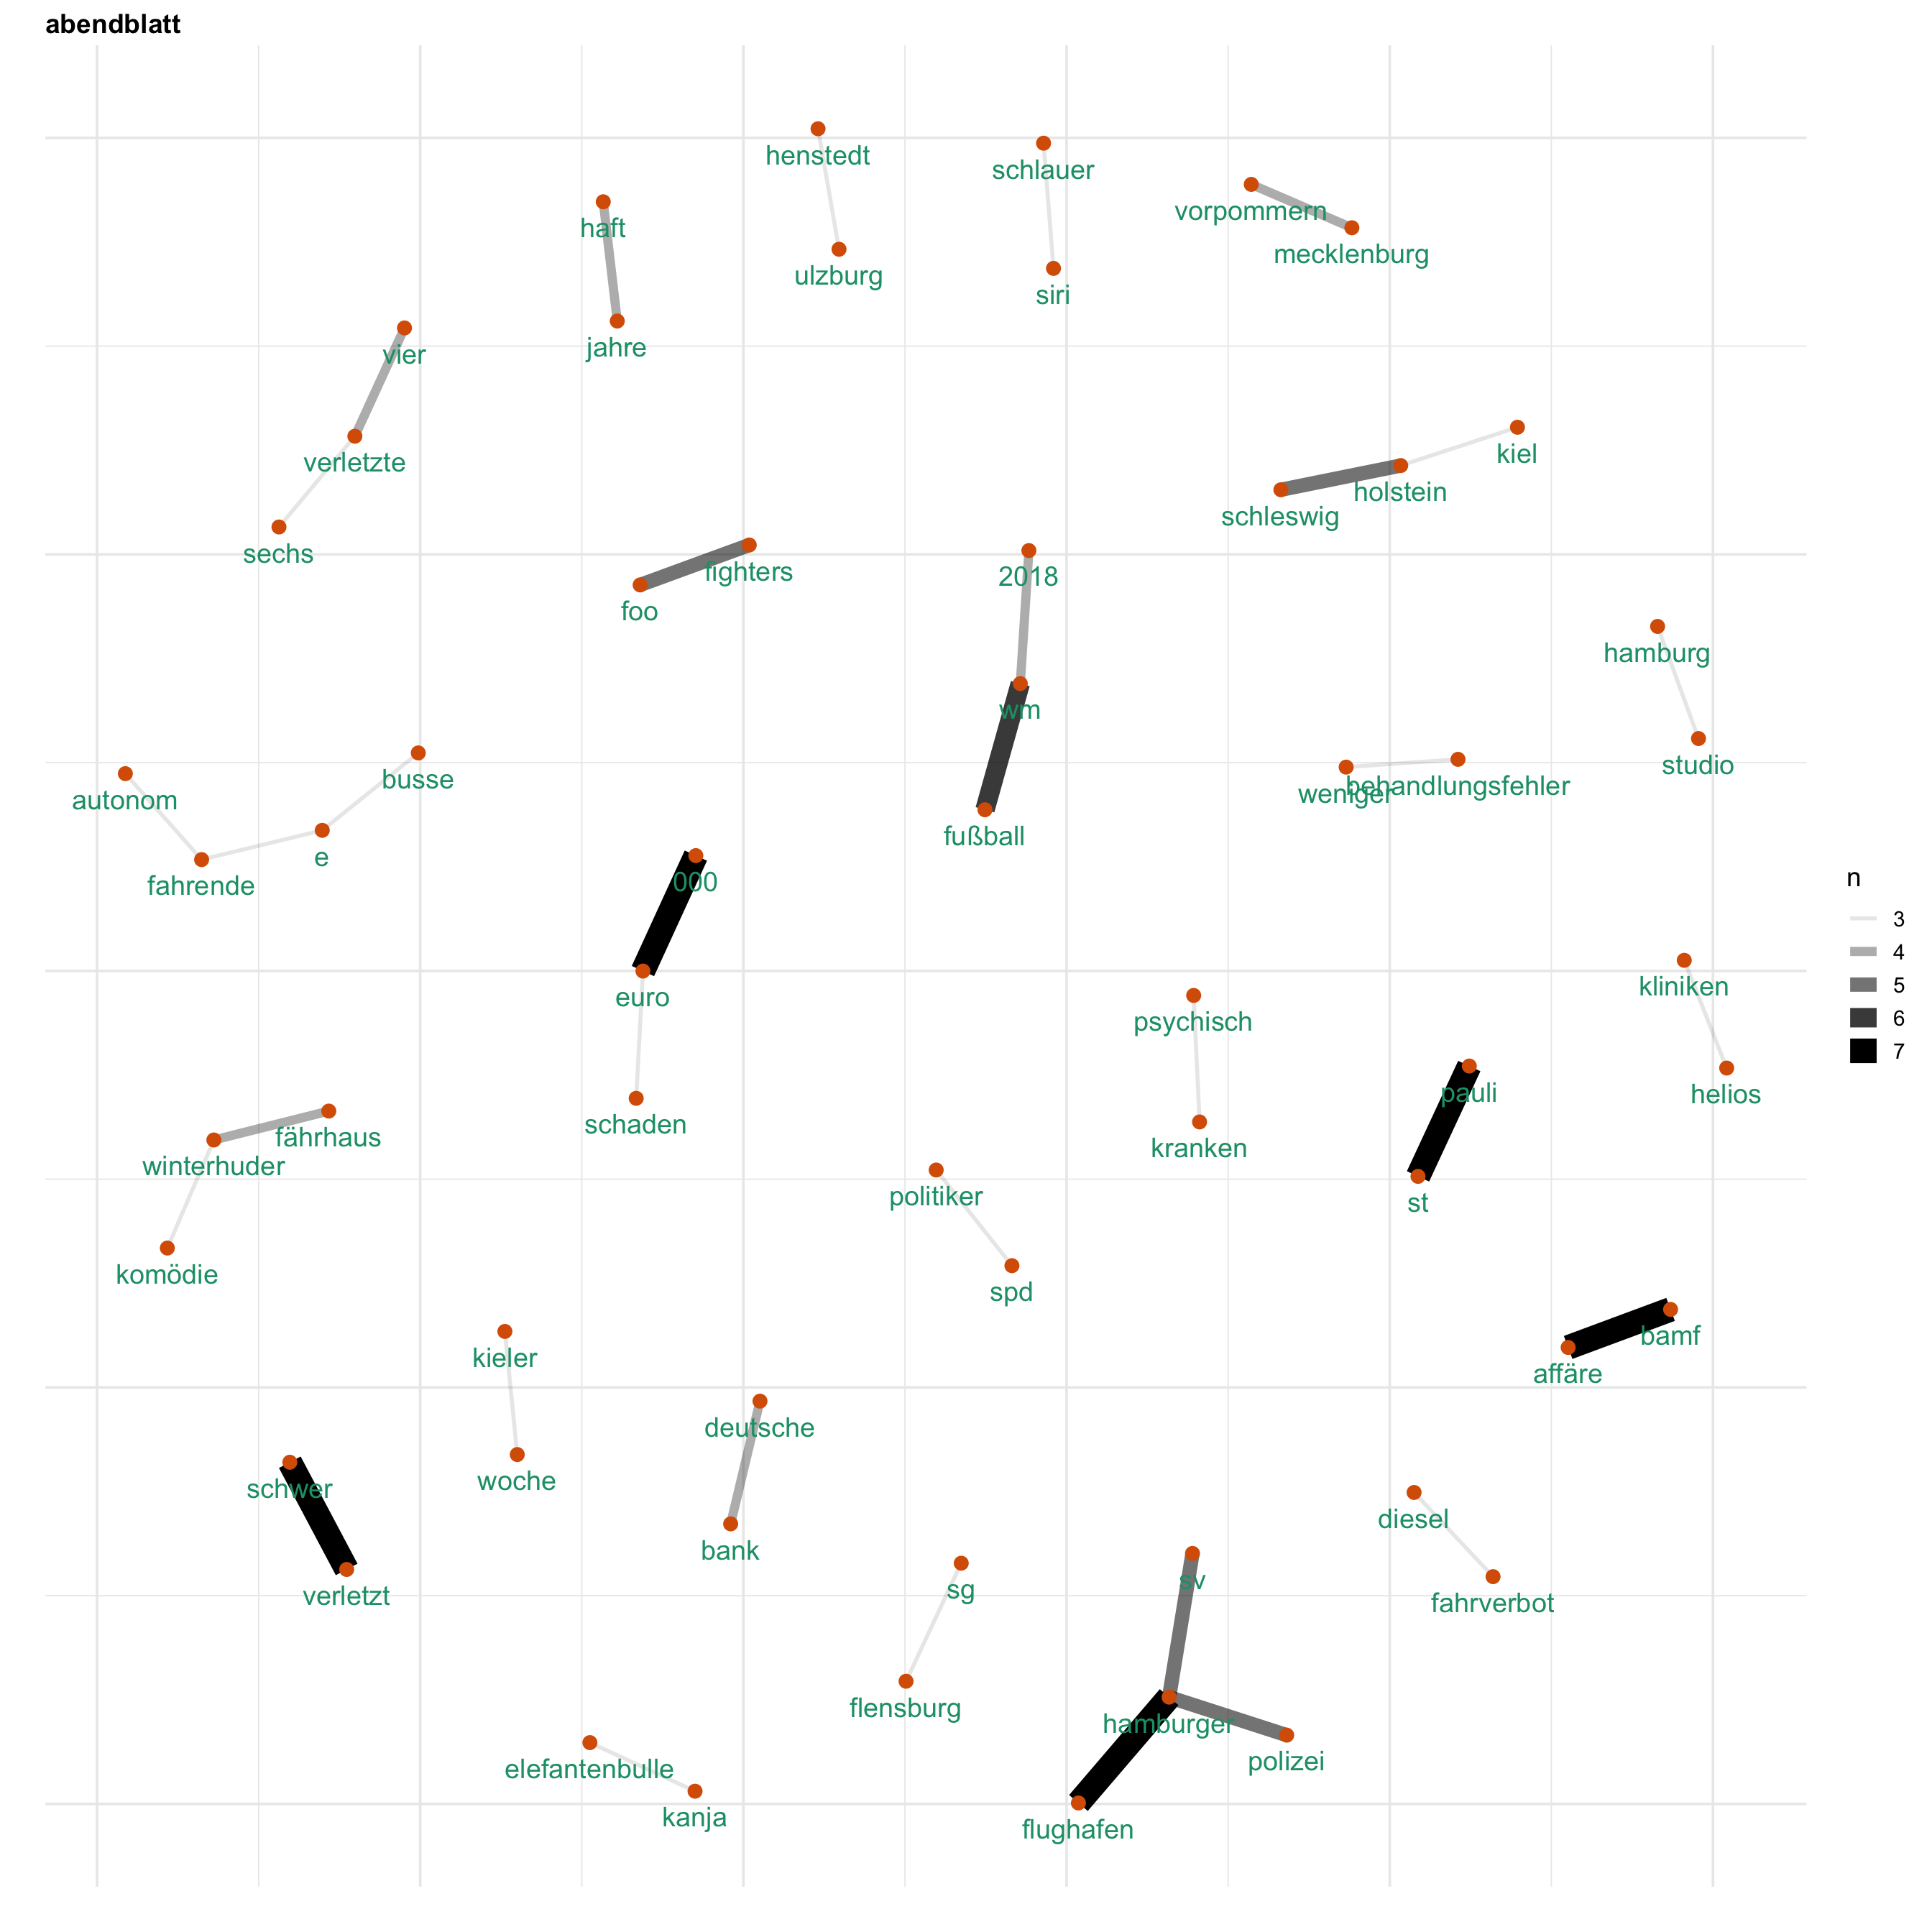 abendblatt
henstedt
schlauer
vorpommern
haft
mecklenburg
ulzburg
siri
jahre
vier
kiel
verletzte
holstein
schleswig
sechs
fighters
2018
foo
hamburg
wm
studio
busse
behandlungsfehler
weniger
autonom
fußball
e
n
000
fahrende
3
4
kliniken
5
euro
6
psychisch
7
pauli
helios
schaden
fährhaus
kranken
winterhuder
politiker
st
komödie
spd
bamf
kieler
affäre
deutsche
woche
schwer
diesel
bank
sv
sg
verletzt
fahrverbot
flensburg
hamburger
polizei
elefantenbulle
kanja
flughafen